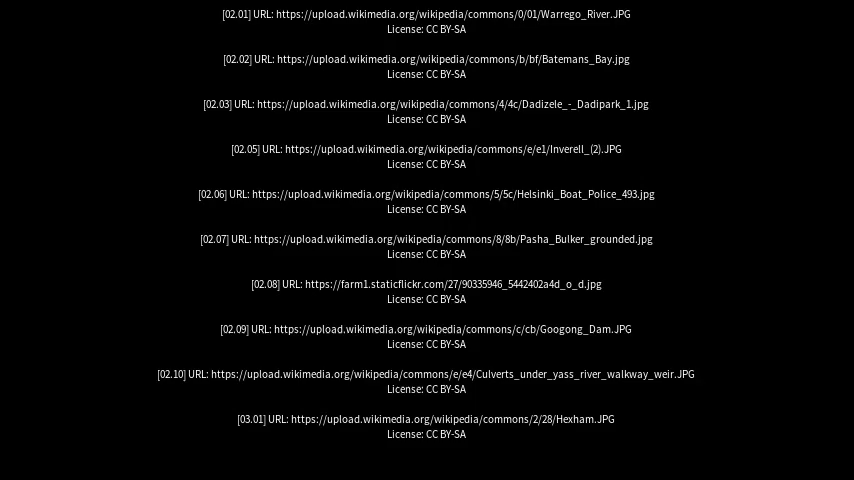 [02.01] URL: https://upload.wikimedia.org/wikipedia/commons/0/01/Warrego_River.JPG
License: CC BY-SA
[02.02] URL: https://upload.wikimedia.org/wikipedia/commons/b/bf/Batemans_Bay.jpg
License: CC BY-SA
[02.03] URL: https://upload.wikimedia.org/wikipedia/commons/4/4c/Dadizele_-_Dadipark_1.jpg
License: CC BY-SA
[02.05] URL: https://upload.wikimedia.org/wikipedia/commons/e/e1/Inverell_(2).JPG
License: CC BY-SA
[02.06] URL: https://upload.wikimedia.org/wikipedia/commons/5/5c/Helsinki_Boat_Police_493.jpg
License: CC BY-SA
[02.07] URL: https://upload.wikimedia.org/wikipedia/commons/8/8b/Pasha_Bulker_grounded.jpg
License: CC BY-SA
[02.08] URL: https://farm1.staticflickr.com/27/90335946_5442402a4d_o_d.jpg
License: CC BY-SA
[02.09] URL: https://upload.wikimedia.org/wikipedia/commons/c/cb/Googong_Dam.JPG
License: CC BY-SA
[02.10] URL: https://upload.wikimedia.org/wikipedia/commons/e/e4/Culverts_under_yass_river_walkway_weir.JPG
License: CC BY-SA
[03.01] URL: https://upload.wikimedia.org/wikipedia/commons/2/28/Hexham.JPG
License: CC BY-SA